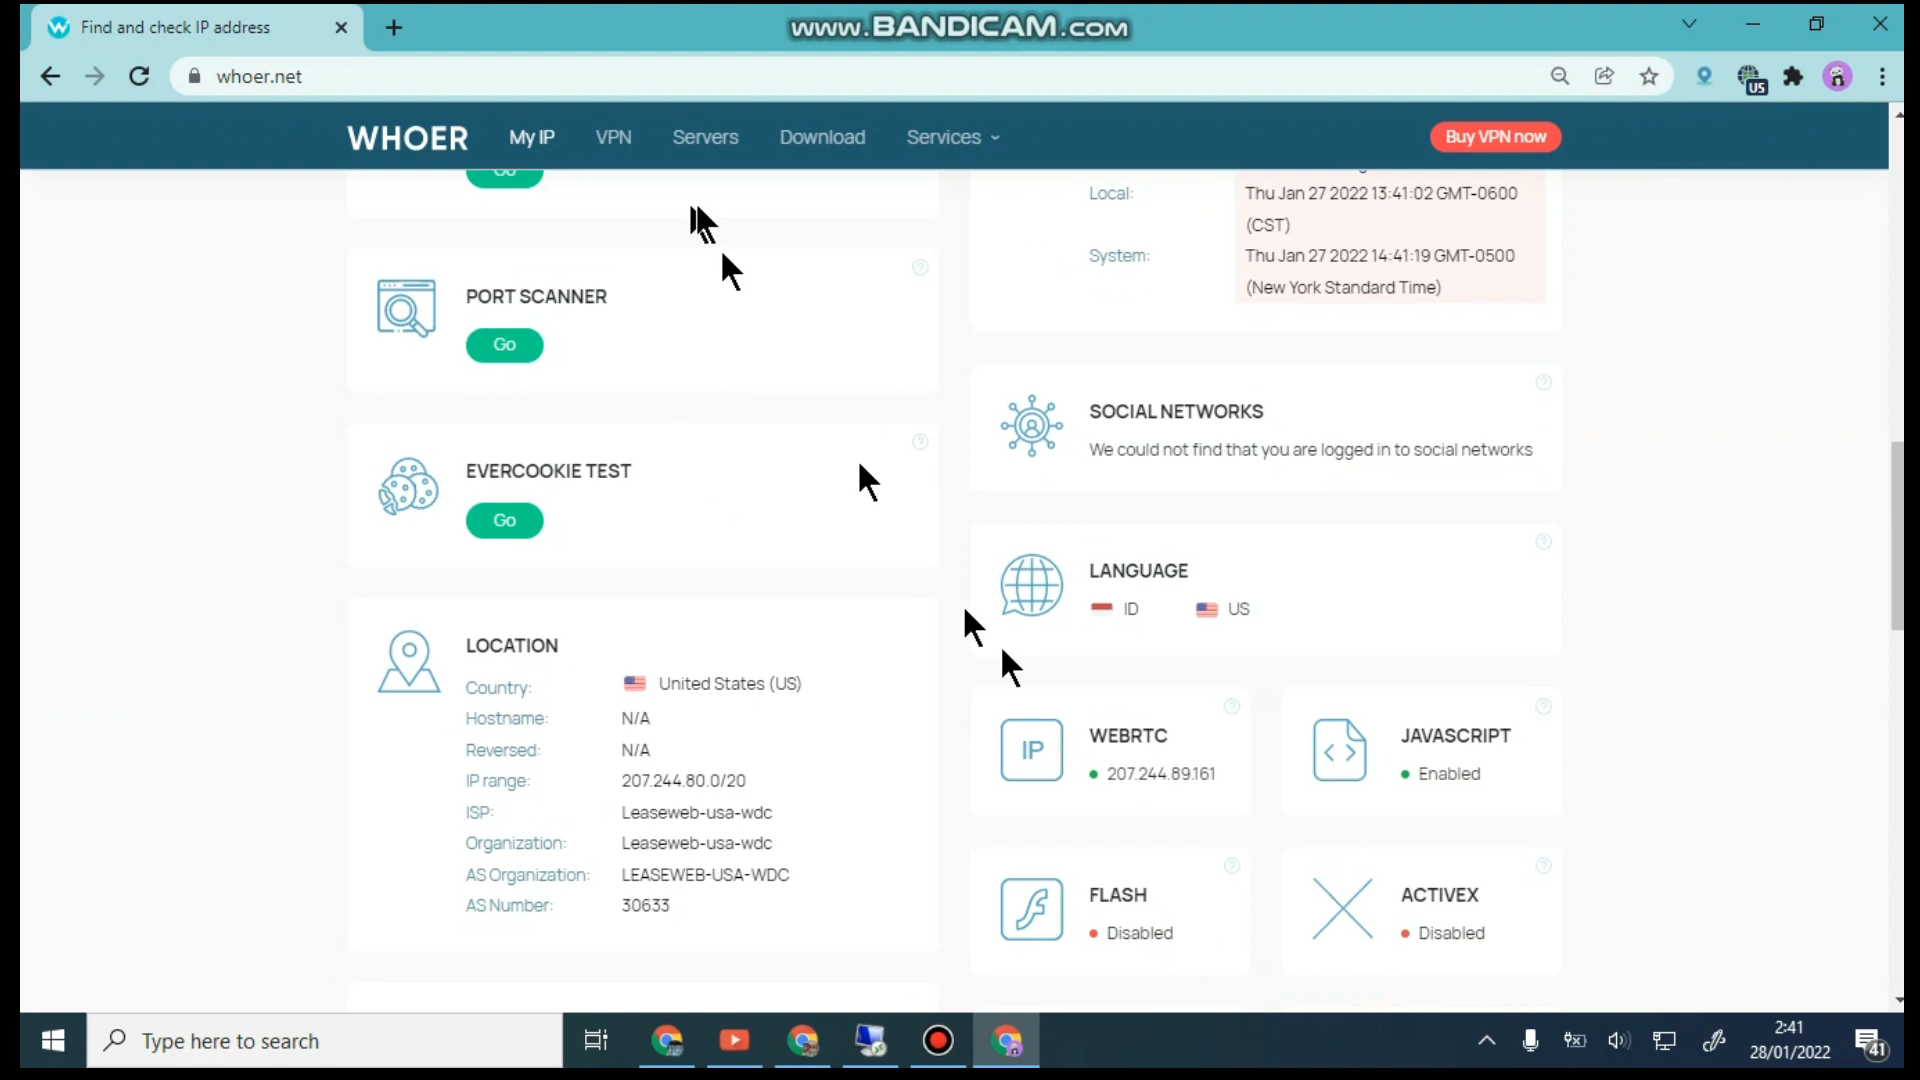 Find and check IP address
www.BANDICAM.com
whoer.net
US
WHOER
My IP
VPN
Servers
Download
Services
Buy VPN now
Go
PORT SCANNER
Go
EVERCOOKIE TEST
Go
LOCATION
Country: United States (US)
Hostname: N/A
Reversed: N/A
IP range: 207.244.80.0/20
ISP: Leaseweb-usa-wdc
Organization: Leaseweb-usa-wdc
AS Organization: LEASEWEB-USA-WDC
AS Number: 30633
Local: Thu Jan 27 2022 13:41:02 GMT-0600
(CST)
System: Thu Jan 27 2022 14:41:19 GMT-0500
(New York Standard Time)
SOCIAL NETWORKS
We could not find that you are logged in to social networks
LANGUAGE
ID US
WEBRTC
207.244.89.161
JAVASCRIPT
Enabled
IP
FLASH
Disabled
ACTIVEX
Disabled
Type here to search
2:41
28/01/2022
41